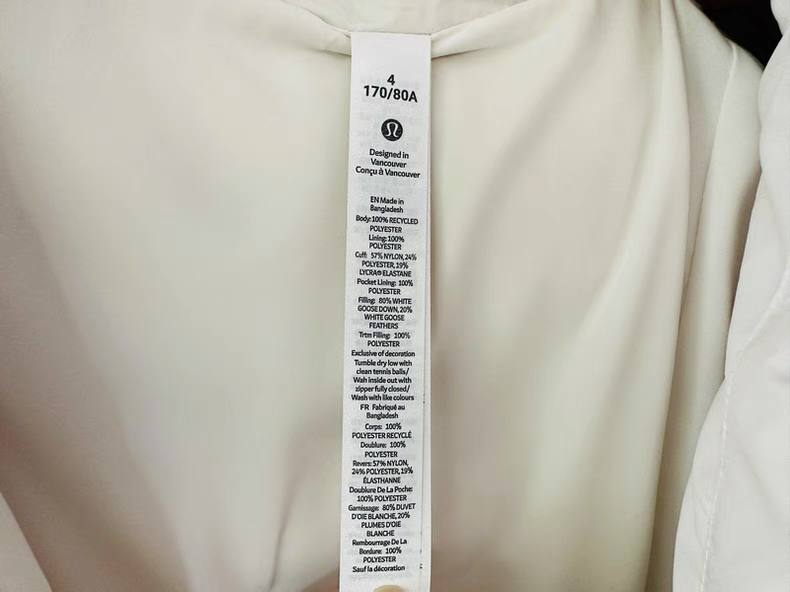 4
170/80A
Designed in
Vancouver
Conçu à Vancouver
EN Made in
Bangladesh
Body:100% RECYCLED
POLYESTER
Lining:100%
POLYESTER
Cuff: 57% NYLON, 24%
POLYESTER, 19%
LYCRA® ELASTANE
Pocket Lining: 100%
POLYESTER
Filling: 80% WHITE
GOOSE DOWN, 20%
WHITE GOOSE
FEATHERS
Trtm Filling: 100%
POLYESTER
Exclusive of decoration
Tumble dry low with
clean tennis balls/
Wah inside out with
zipper fully closed/
Wash with like colours
FR Fabriqué au
Bangladesh
Corps: 100%
POLYESTER RECYCLÉ
Doublure: 100%
POLYESTER
Revers: 57% NYLON,
24% POLYESTER, 19%
ÉLASTHANNE
Doublure De La Poche:
100% POLYESTER
Garnissage: 80% DUVET
D'OIE BLANCHE, 20%
PLUMES D'OIE
BLANCHE
Rembourrage De La
Bordure: 100%
POLYESTER
Sauf la décoration